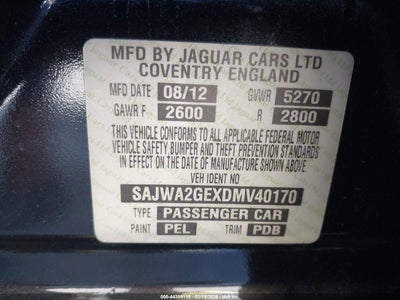 MFD BY JAGUAR CARS LTD
COVENTRY ENGLAND
MFD DATE 08/12 GVWR 5270
GAWR F 2600 R 2800
THIS VEHICLE CONFORMS TO ALL APPLICABLE FEDERAL MOTOR
VEHICLE SAFETY, BUMPER AND THEFT PREVENTION STANDARDS
IN EFFECT ON THE DATE OF MANUFACTURE SHOWN ABOVE.
VEH IDENT NO
SAJWA2GEXDMV40170
TYPE PASSENGER CAR
PAINT PEL TRIM PDB